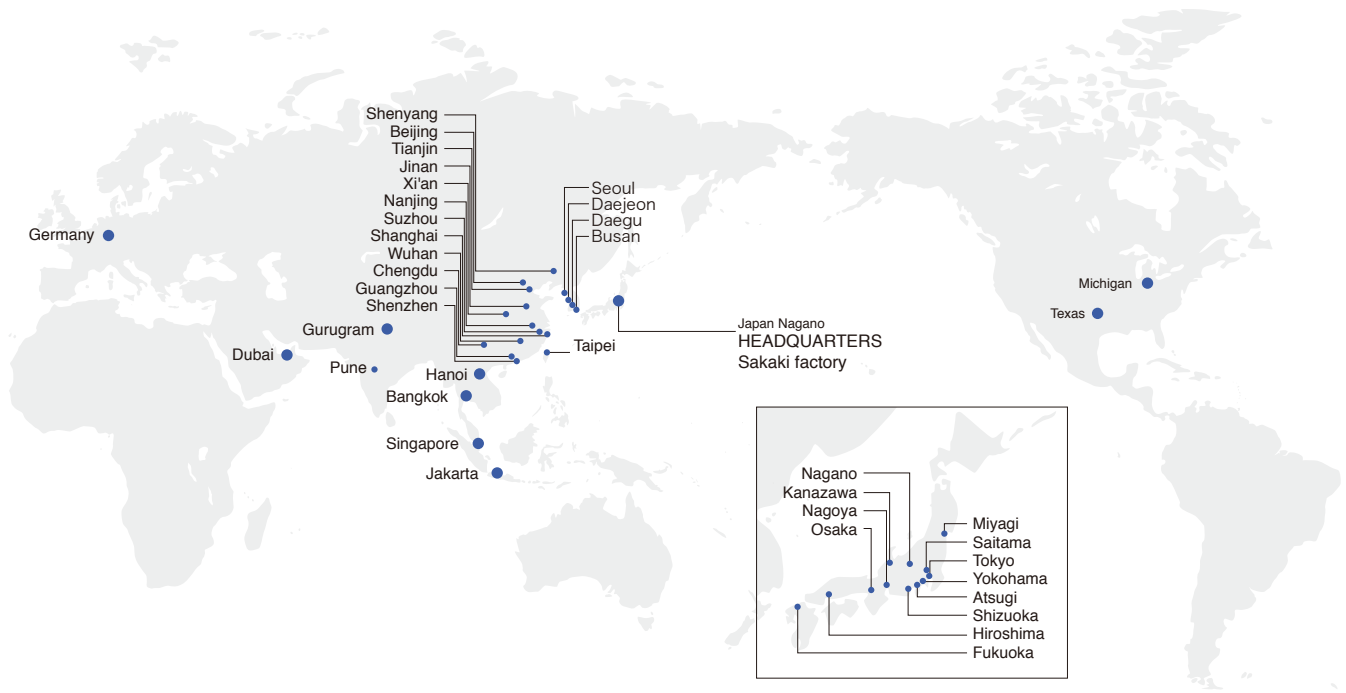 Shenyang
Beijing
Tianjin
Jinan
Xi'an
Nanjing
Suzhou
Shanghai
Wuhan
Chengdu
Guangzhou
Shenzhen
Seoul
Daejeon
Daegu
Busan
Germany
Gurugram
Dubai
Pune
Hanoi
Bangkok
Singapore
Jakarta
Taipei
Japan Nagano
HEADQUARTERS
Sakaki factory
Michigan
Texas
Nagano
Kanazawa
Nagoya
Osaka
Miyagi
Saitama
Tokyo
Yokohama
Atsugi
Shizuoka
Hiroshima
Fukuoka